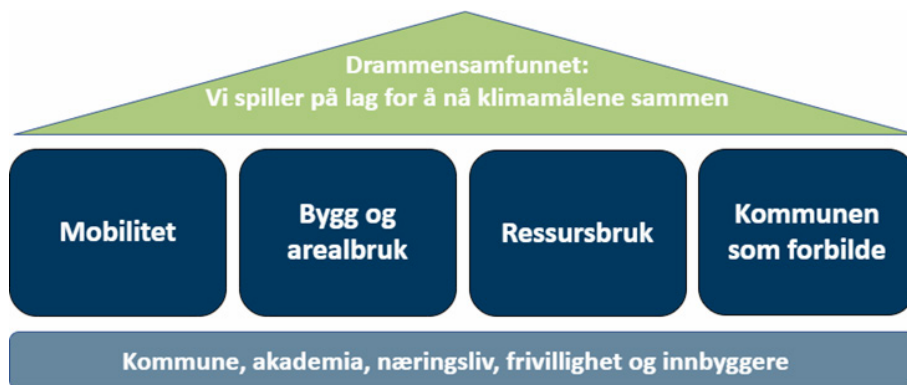 Drammensamfunnet:
Vi spiller på lag for å nå klimamålene sammen
Mobilitet
Bygg og
arealbruk
Ressursbruk
Kommunen
som forbilde
Kommune, akademia, næringsliv, frivillighet og innbyggere